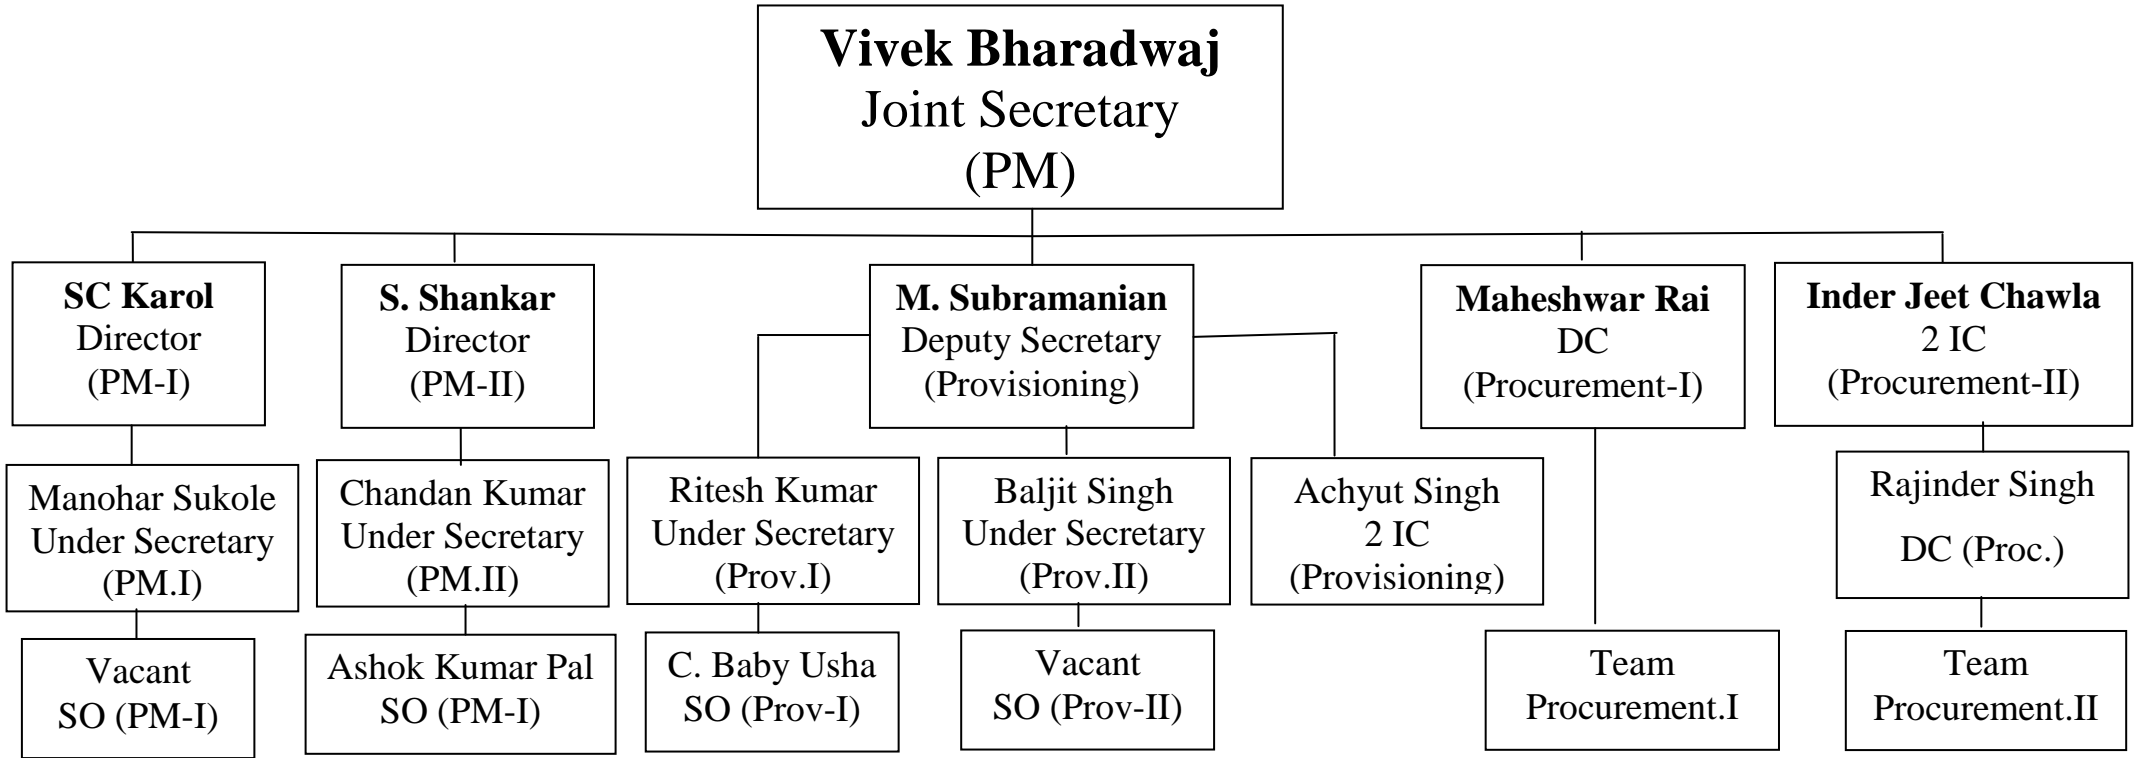 Vivek Bharadwaj
Joint Secretary
(PM)
SC Karol
Director
(PM-I)
S. Shankar
Director
(PM-II)
M. Subramanian
Deputy Secretary
(Provisioning)
Maheshwar Rai
DC
(Procurement-I)
Inder Jeet Chawla
2 IC
(Procurement-II)
Manohar Sukole
Under Secretary
(PM.I)
Chandan Kumar
Under Secretary
(PM.II)
Ritesh Kumar
Under Secretary
(Prov.I)
Baljit Singh
Under Secretary
(Prov.II)
Achyut Singh
2 IC
(Provisioning)
Rajinder Singh
DC (Proc.)
Vacant
SO (PM-I)
Ashok Kumar Pal
SO (PM-I)
C. Baby Usha
SO (Prov-I)
Vacant
SO (Prov-II)
Team
Procurement.I
Team
Procurement.II